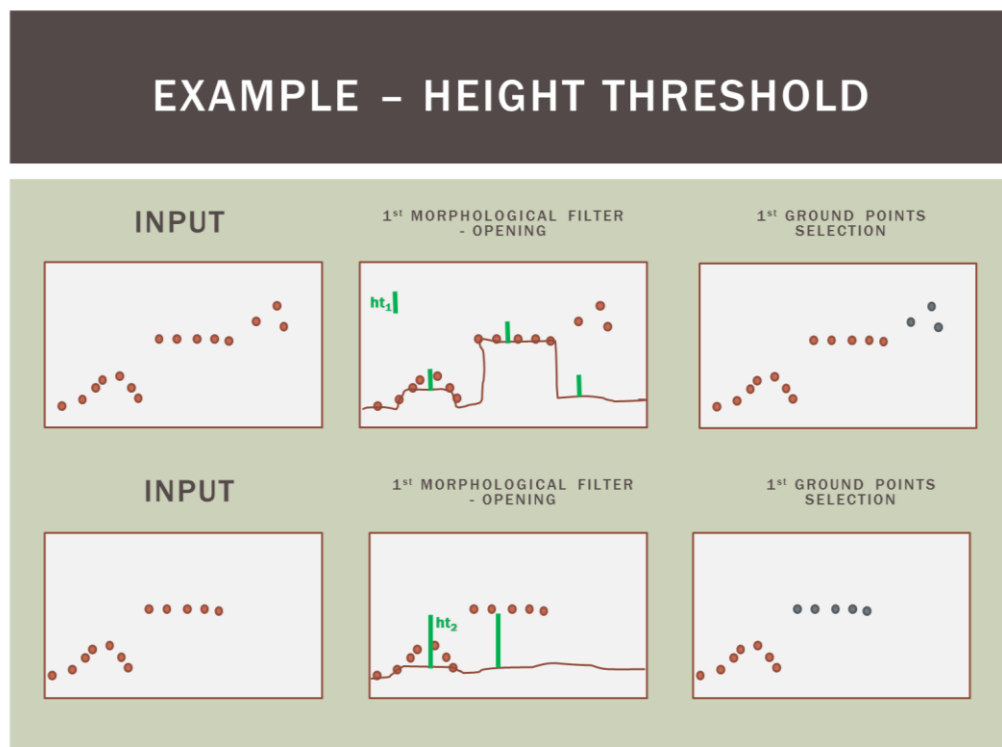 EXAMPLE – HEIGHT THRESHOLD
INPUT
1st MORPHOLOGICAL FILTER
- OPENING
1st GROUND POINTS
SELECTION
ht1
INPUT
1st MORPHOLOGICAL FILTER
- OPENING
1st GROUND POINTS
SELECTION
ht2